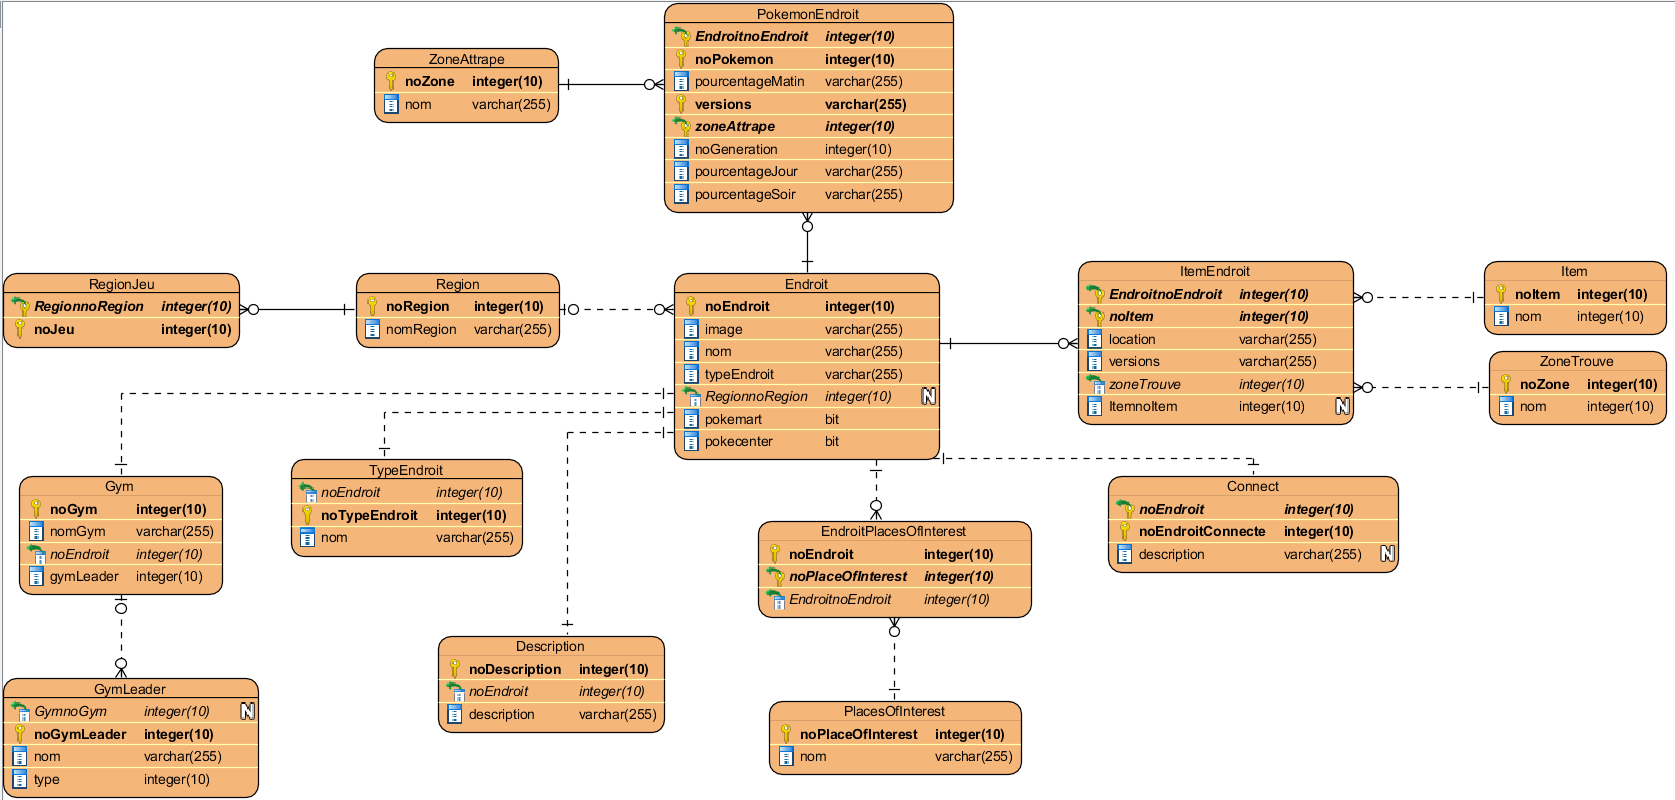 PokemonEndroit
EndroitnoEndroit integer(10)
noPokemon integer(10)
pourcentageMatin varchar(255)
versions varchar(255)
zoneAttrape integer(10)
noGeneration integer(10)
pourcentageJour varchar(255)
pourcentageSoir varchar(255)
ZoneAttrape
noZone integer(10)
nom varchar(255)
RegionJeu
RegionnoRegion integer(10)
noJeu integer(10)
Region
noRegion integer(10)
nomRegion varchar(255)
Endroit
noEndroit integer(10)
image varchar(255)
nom varchar(255)
typeEndroit varchar(255)
RegionnoRegion integer(10) N
pokemart bit
pokecenter bit
ItemEndroit
EndroitnoEndroit integer(10)
noItem integer(10)
location varchar(255)
versions varchar(255)
zoneTrouve integer(10)
ItemnoItem integer(10) N
Item
noItem integer(10)
nom integer(10)
ZoneTrouve
noZone integer(10)
nom integer(10)
Gym
noGym integer(10)
nomGym varchar(255)
noEndroit integer(10)
gymLeader integer(10)
TypeEndroit
noEndroit integer(10)
noTypeEndroit integer(10)
nom varchar(255)
EndroitPlacesOfInterest
noEndroit integer(10)
noPlaceOfInterest integer(10)
EndroitnoEndroit integer(10)
Connect
noEndroit integer(10)
noEndroitConnecte integer(10)
description varchar(255) N
Description
noDescription integer(10)
noEndroit integer(10)
description varchar(255)
GymLeader
GymnoGym integer(10) N
noGymLeader integer(10)
nom varchar(255)
type integer(10)
PlacesOfInterest
noPlaceOfInterest integer(10)
nom varchar(255)